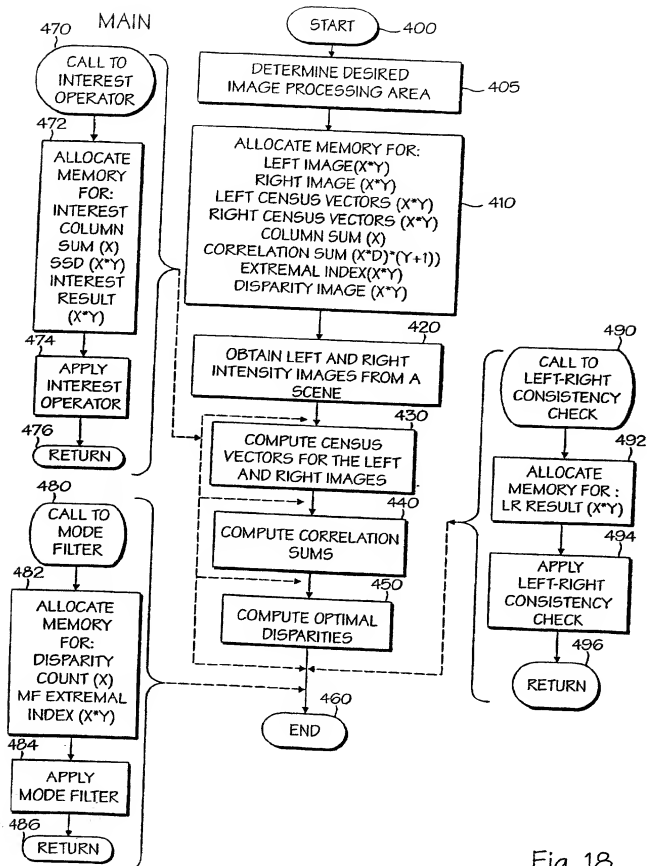 MAIN
470
CALL TO
INTEREST
OPERATOR
472
ALLOCATE
MEMORY
FOR:
INTEREST
COLUMN
SUM (X)
SSD (X*Y)
INTEREST
RESULT
(X*Y)
474
APPLY
INTEREST
OPERATOR
476
RETURN
480
CALL TO
MODE
FILTER
482
ALLOCATE
MEMORY
FOR:
DISPARITY
COUNT (X)
MF EXTREMAL
INDEX (X*Y)
484
APPLY
MODE FILTER
486
RETURN
START
400
DETERMINE DESIRED
IMAGE PROCESSING AREA
405
ALLOCATE MEMORY FOR:
LEFT IMAGE(X*Y)
RIGHT IMAGE (X*Y)
LEFT CENSUS VECTORS (X*Y)
RIGHT CENSUS VECTORS (X*Y)
COLUMN SUM (X)
CORRELATION SUM (X*D)*(Y+1))
EXTREMAL INDEX(X*Y)
DISPARITY IMAGE (X*Y)
410
420
OBTAIN LEFT AND RIGHT
INTENSITY IMAGES FROM A
SCENE
430
COMPUTE CENSUS
VECTORS FOR THE LEFT
AND RIGHT IMAGES
440
COMPUTE CORRELATION
SUMS
450
COMPUTE OPTIMAL
DISPARITIES
460
END
490
CALL TO
LEFT-RIGHT
CONSISTENCY
CHECK
492
ALLOCATE
MEMORY FOR :
LR RESULT (X*Y)
494
APPLY
LEFT-RIGHT
CONSISTENCY
CHECK
496
RETURN
Fig. 18